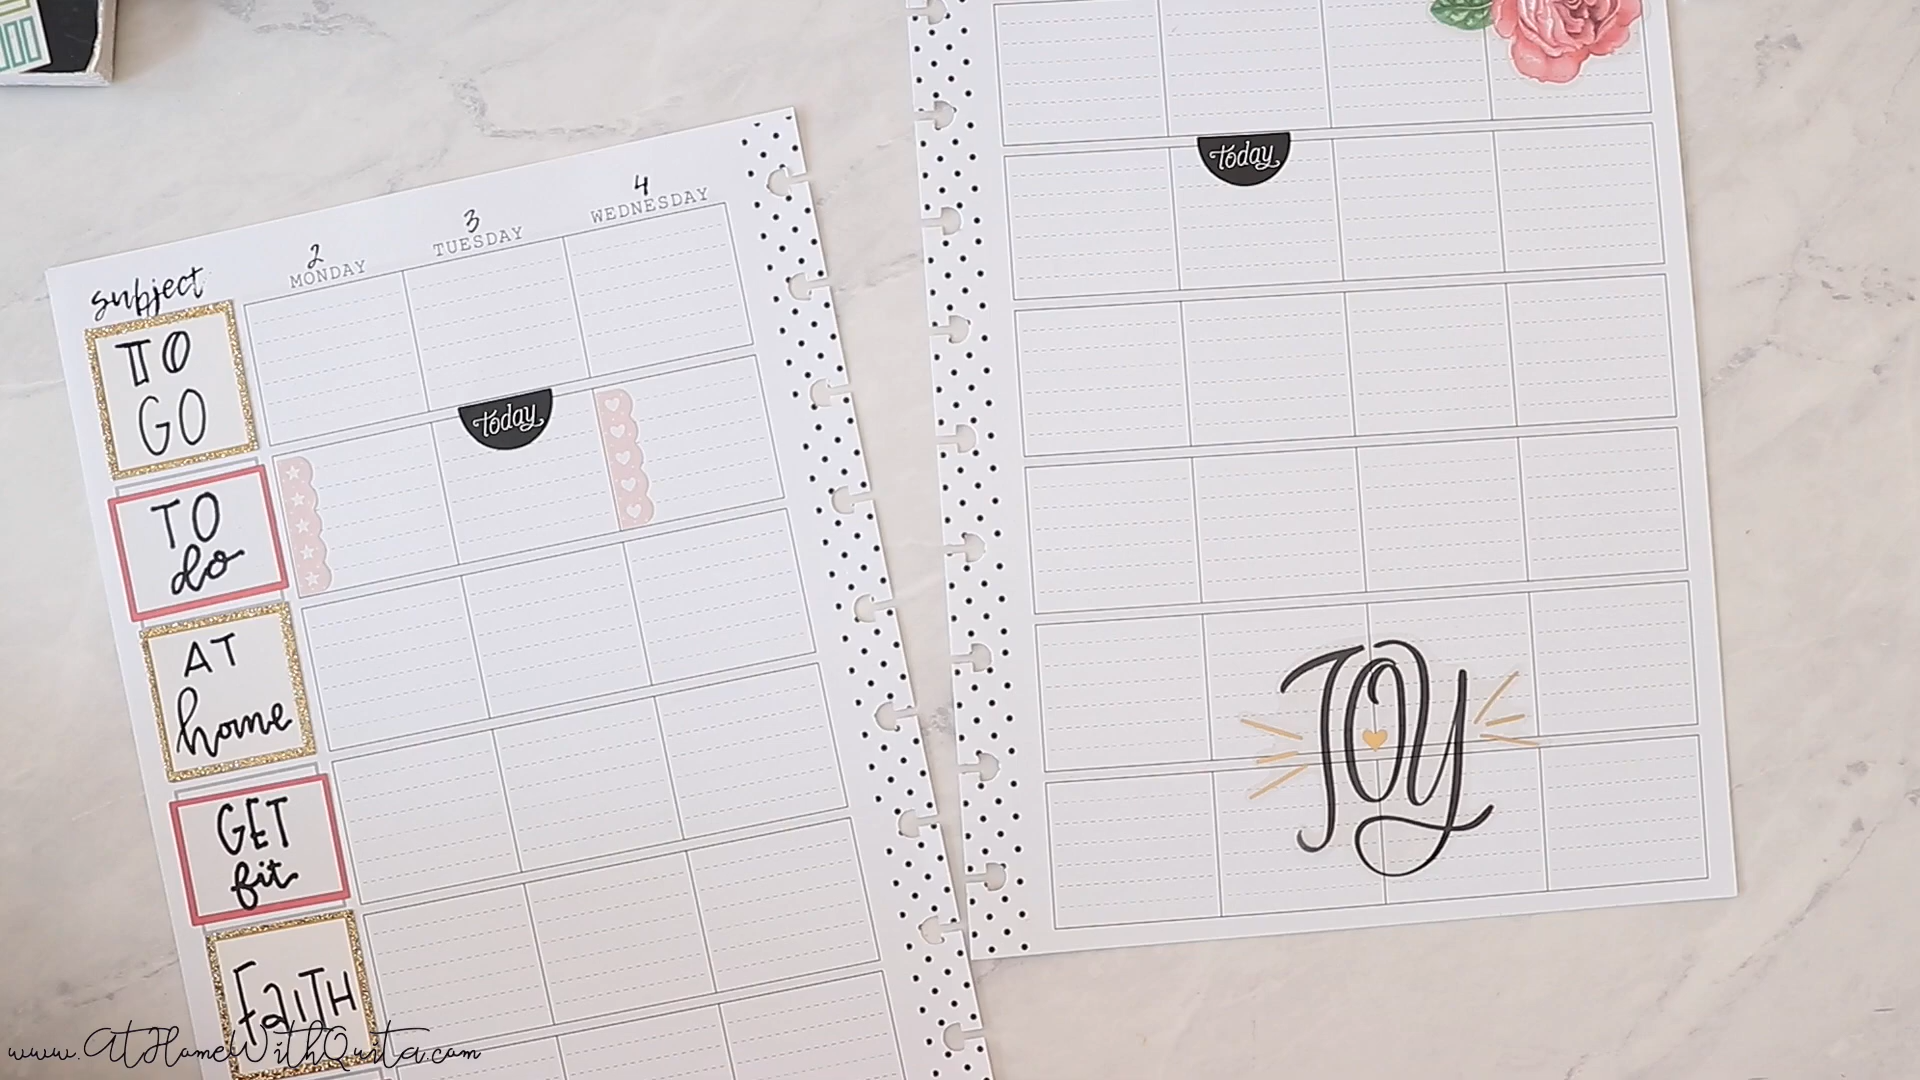 2
3
4
MONDAY
TUESDAY
WEDNESDAY
subject
TO
GO
TO
do
AT
home
GET
fit
FAITH
today
today
JOY
www.AtHomeWithQuita.com